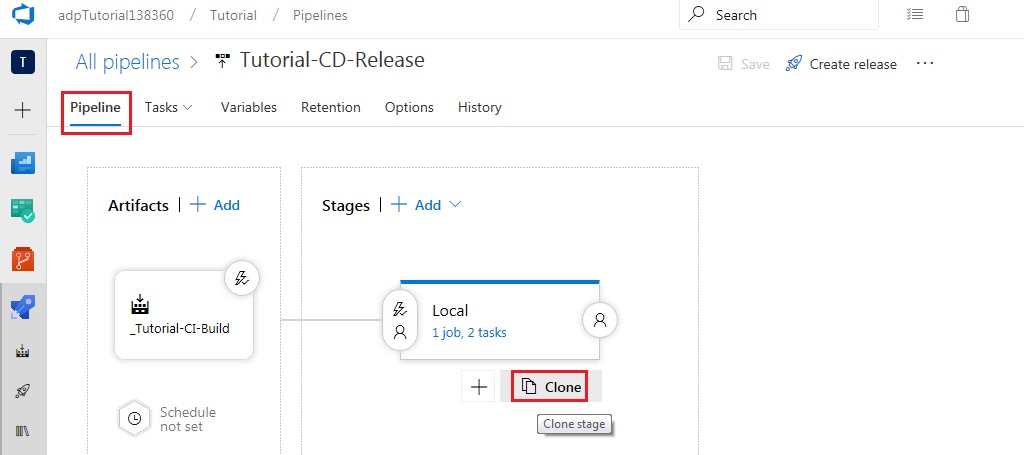 adpTutorial138360 / Tutorial / Pipelines
Search
T
All pipelines > Tutorial-CD-Release
Save
Create release
...
Pipeline
Tasks
Variables
Retention
Options
History
Artifacts | + Add
Stages | + Add
_Tutorial-CI-Build
Local
1 job, 2 tasks
Clone
Clone stage
Schedule
not set